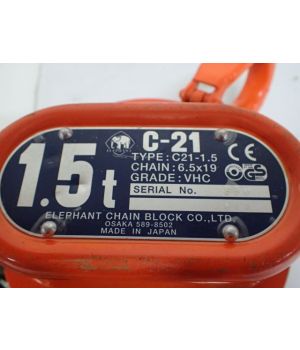 C-21
1.5t
TYPE: C21-1.5
CHAIN: 6.5x19
GRADE: VHC
SERIAL No.
CE
GS
ELEPHANT CHAIN BLOCK CO.,LTD.
OSAKA 589-8502
MADE IN JAPAN